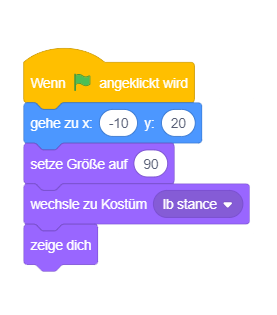 Wenn angeklickt wird
gehe zu x: -10 y: 20
setze Größe auf 90
wechsle zu Kostüm lb stance
zeige dich